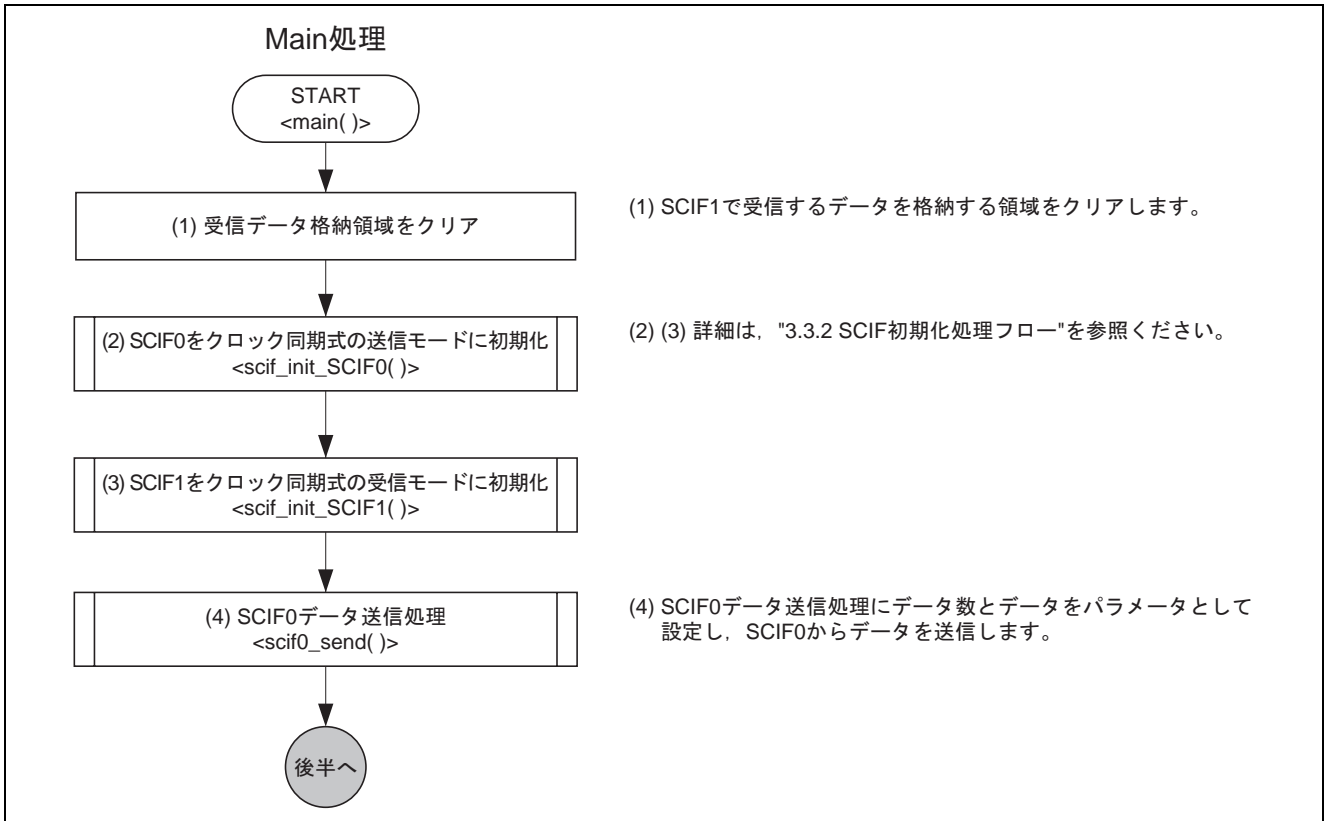 Main処理
START
<main( )>
(1) 受信データ格納領域をクリア
(1) SCIF1で受信するデータを格納する領域をクリアします。
(2) SCIF0をクロック同期式の送信モードに初期化
<scif_init_SCIF0( )>
(2) (3) 詳細は，"3.3.2 SCIF初期化処理フロー"を参照ください。
(3) SCIF1をクロック同期式の受信モードに初期化
<scif_init_SCIF1( )>
(4) SCIF0データ送信処理
<scif0_send( )>
(4) SCIF0データ送信処理にデータ数とデータをパラメータとして
設定し，SCIF0からデータを送信します。
後半へ